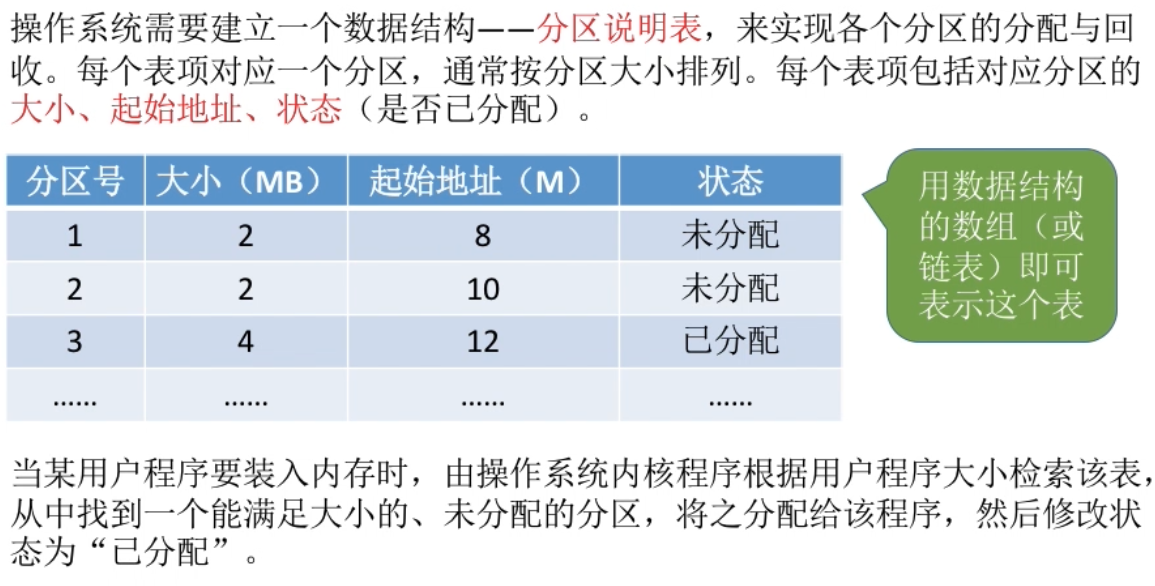 操作系统需要建立一个数据结构——分区说明表，来实现各个分区的分配与回
收。每个表项对应一个分区，通常按分区大小排列。每个表项包括对应分区的
大小、起始地址、状态（是否已分配）。
分区号 大小（MB） 起始地址（M） 状态
1 2 8 未分配
2 2 10 未分配
3 4 12 已分配
...... ...... ...... ......
用数据结构
的数组（或
链表）即可
表示这个表
当某用户程序要装入内存时，由操作系统内核程序根据用户程序大小检索该表，
从中找到一个能满足大小的、未分配的分区，将之分配给该程序，然后修改状
态为“已分配”。